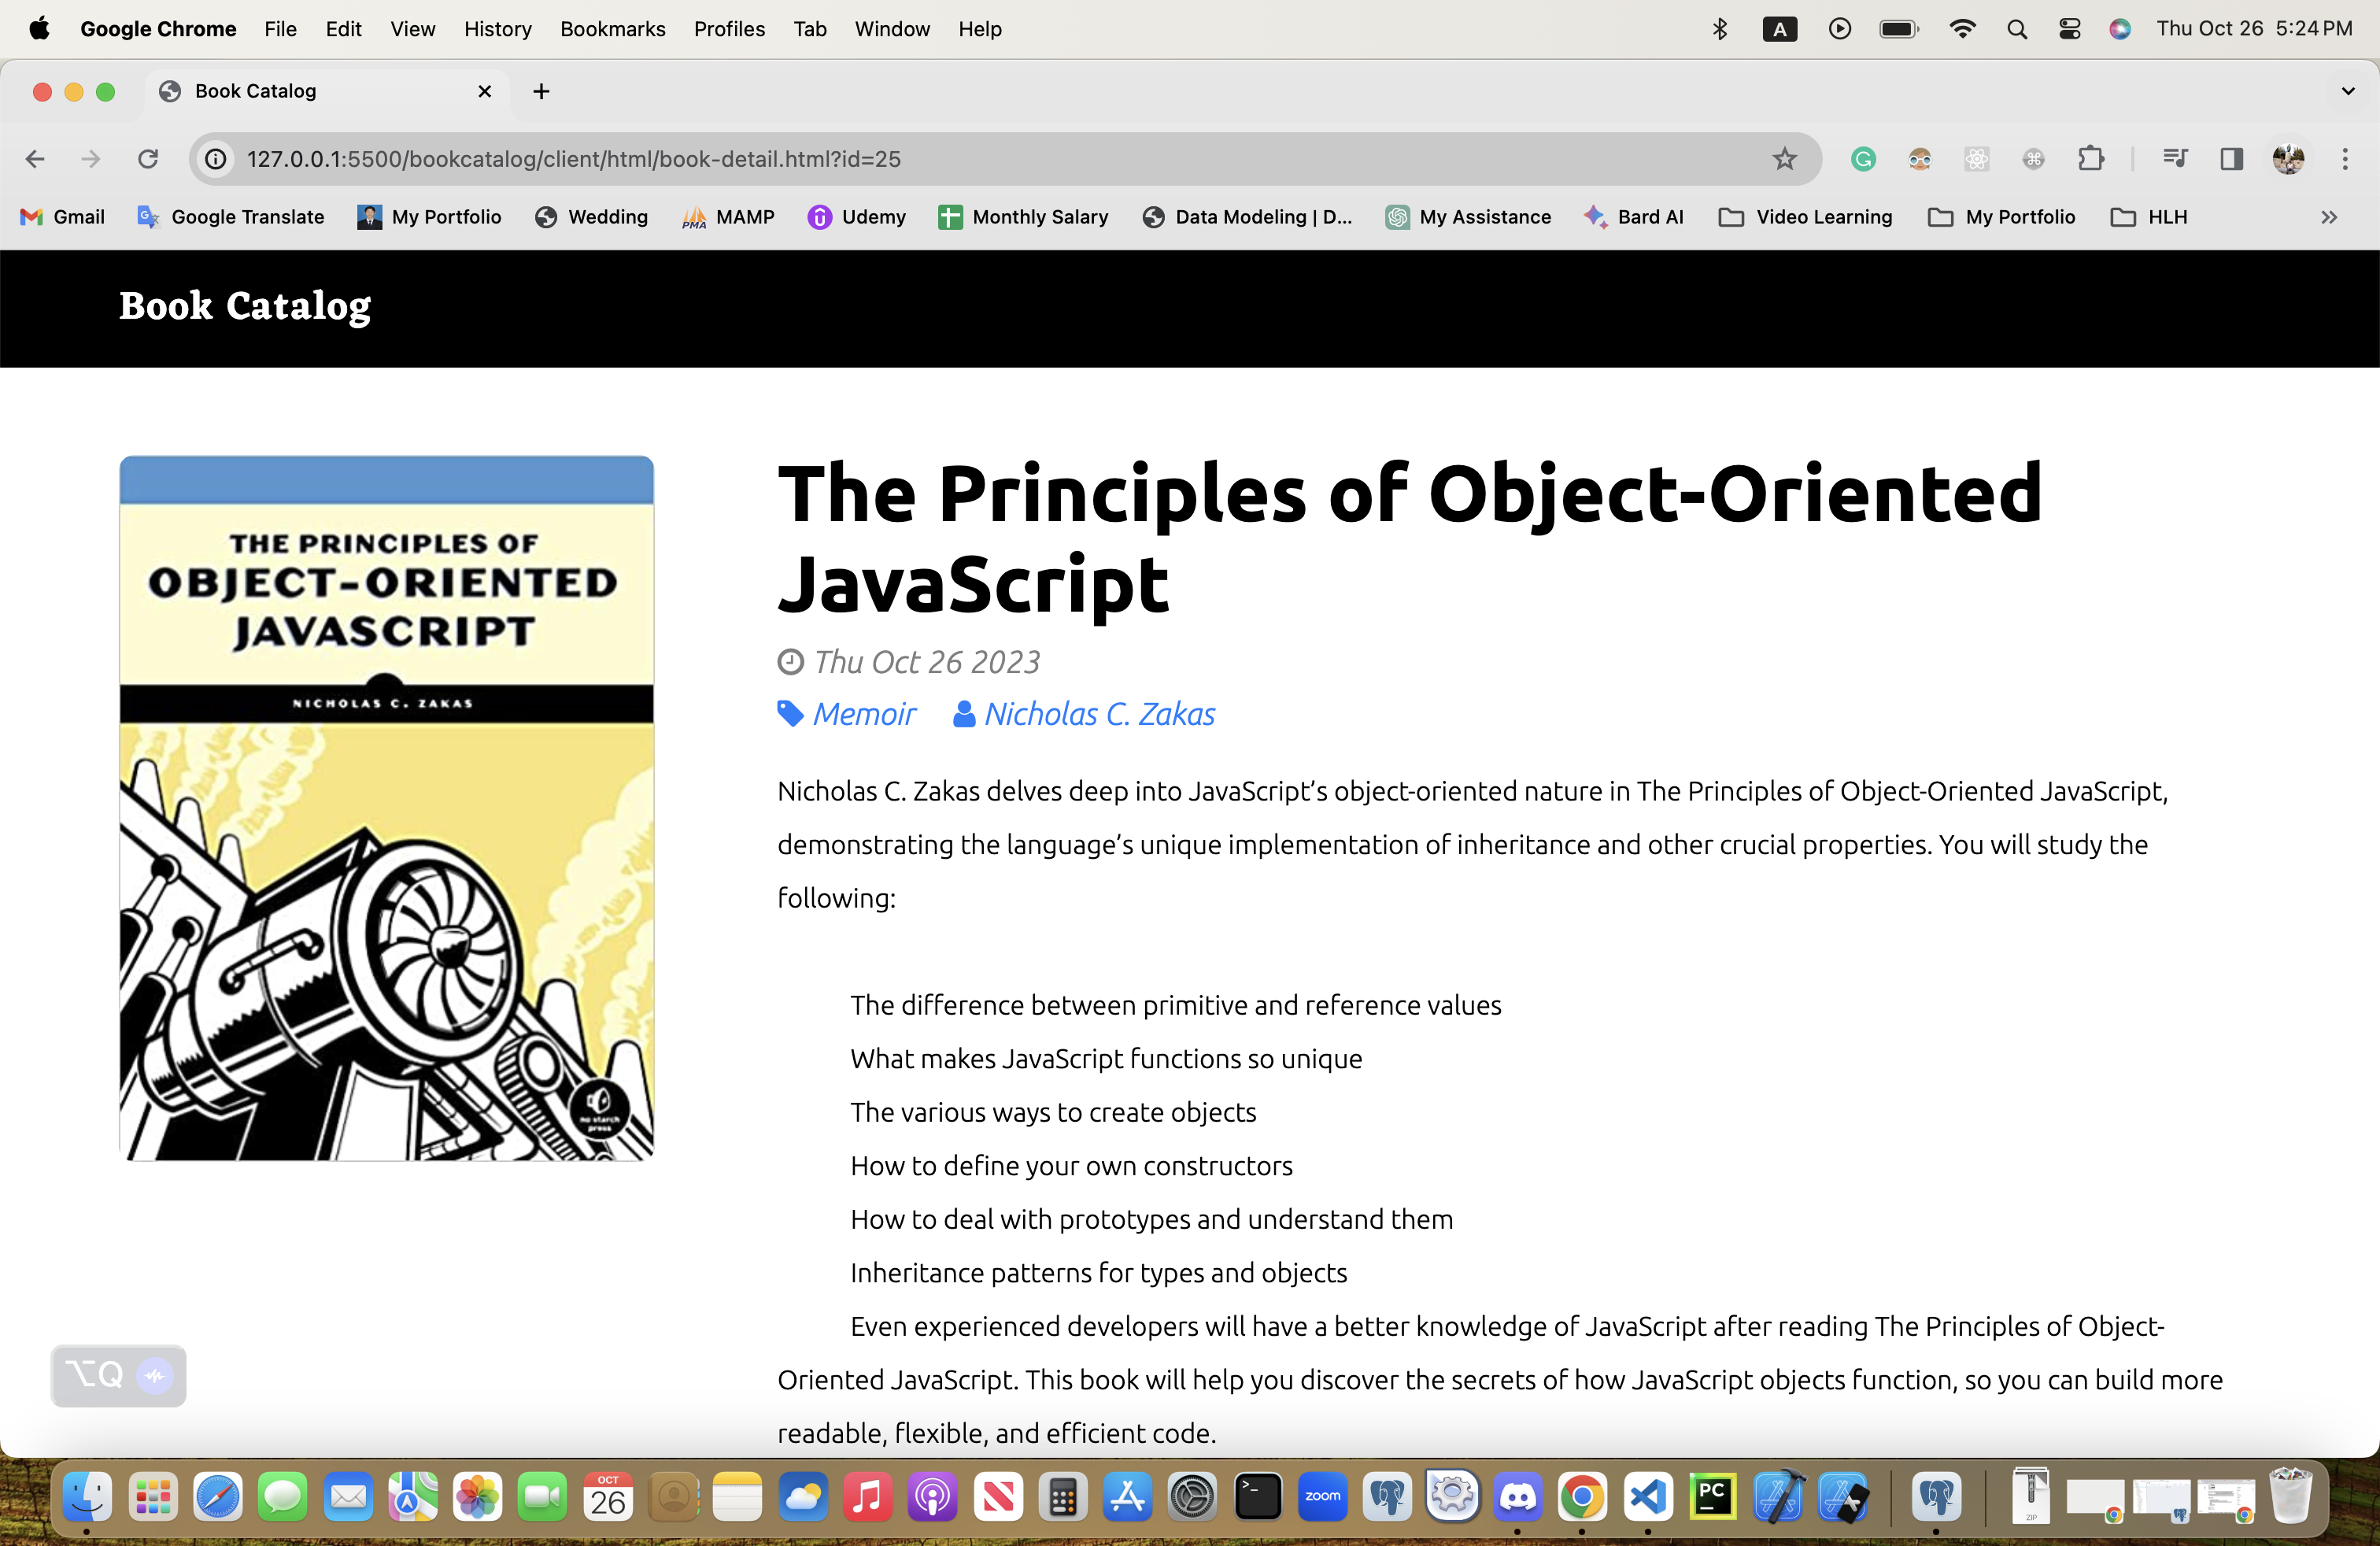 Google Chrome File Edit View History Bookmarks Profiles Tab Window Help A Thu Oct 26 5:24 PM
Book Catalog
127.0.0.1:5500/bookcatalog/client/html/book-detail.html?id=25
Gmail Google Translate My Portfolio Wedding PMA MAMP Udemy Monthly Salary Data Modeling | D... My Assistance Bard AI Video Learning My Portfolio HLH
Book Catalog
THE PRINCIPLES OF
OBJECT-ORIENTED
JAVASCRIPT
NICHOLAS C. ZAKAS
no starch
press
The Principles of Object-Oriented
JavaScript
Thu Oct 26 2023
Memoir Nicholas C. Zakas
Nicholas C. Zakas delves deep into JavaScript’s object-oriented nature in The Principles of Object-Oriented JavaScript,
demonstrating the language’s unique implementation of inheritance and other crucial properties. You will study the
following:
The difference between primitive and reference values
What makes JavaScript functions so unique
The various ways to create objects
How to define your own constructors
How to deal with prototypes and understand them
Inheritance patterns for types and objects
Even experienced developers will have a better knowledge of JavaScript after reading The Principles of Object-
Oriented JavaScript. This book will help you discover the secrets of how JavaScript objects function, so you can build more
readable, flexible, and efficient code.
⌥Q
OCT
26
zoom
PC
ZIP